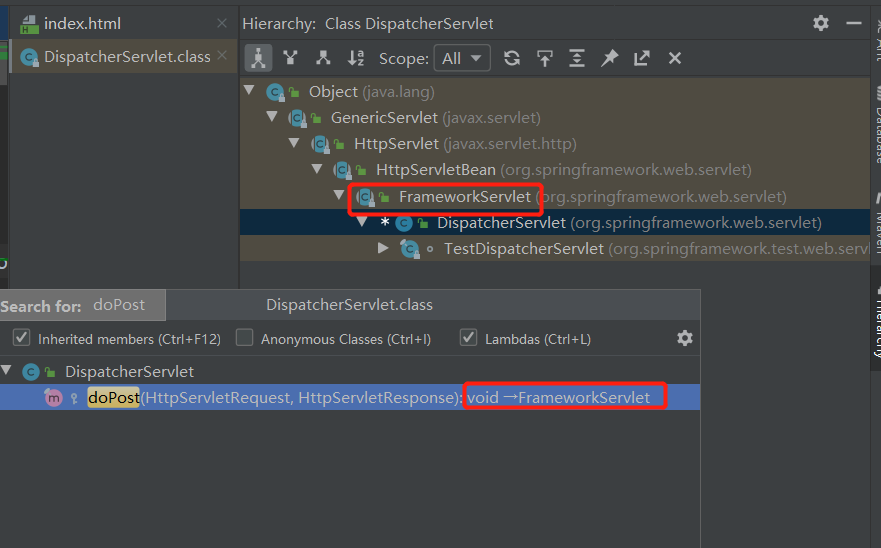 index.html
DispatcherServlet.class
Hierarchy: Class DispatcherServlet
Scope: All
Object (java.lang)
GenericServlet (javax.servlet)
HttpServlet (javax.servlet.http)
HttpServletBean (org.springframework.web.servlet)
FrameworkServlet (org.springframework.web.servlet)
* DispatcherServlet (org.springframework.web.servlet)
TestDispatcherServlet (org.springframework.test.web.servl
Database
Maven
Hierarchy
Search for: doPost
DispatcherServlet.class
Inherited members (Ctrl+F12)
Anonymous Classes (Ctrl+I)
Lambdas (Ctrl+L)
DispatcherServlet
doPost(HttpServletRequest, HttpServletResponse): void →FrameworkServlet